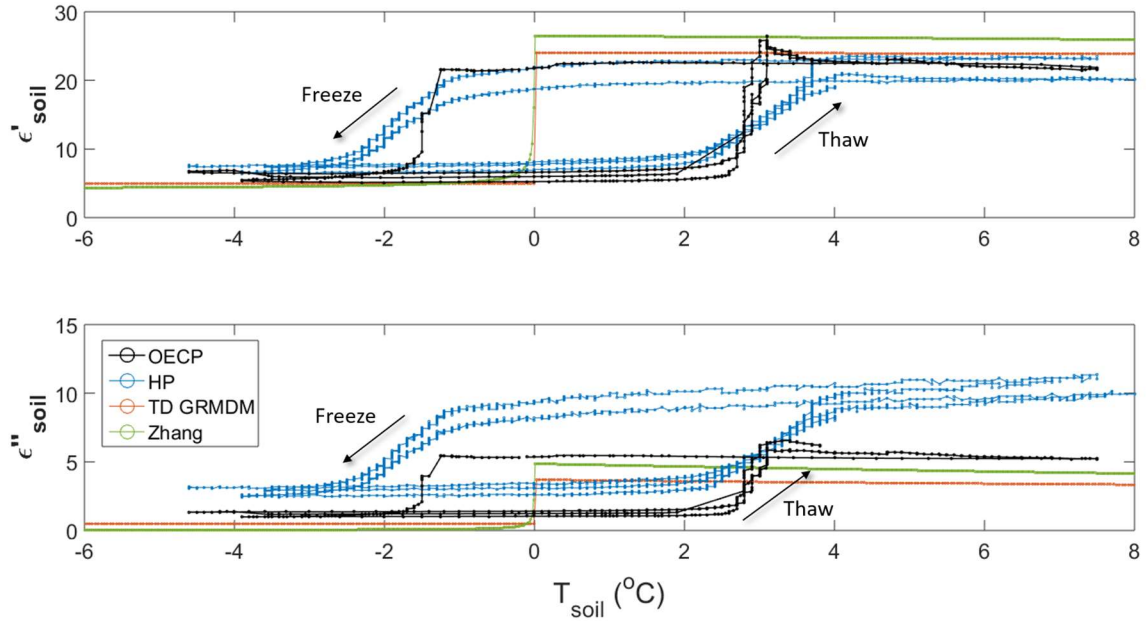 30
20
10
0
ε'soil
Freeze
Thaw
-6 -4 -2 0 2 4 6 8
15
10
5
0
ε''soil
OECP
HP
TD GRMDM
Zhang
Freeze
Thaw
-6 -4 -2 0 2 4 6 8
Tsoil (°C)